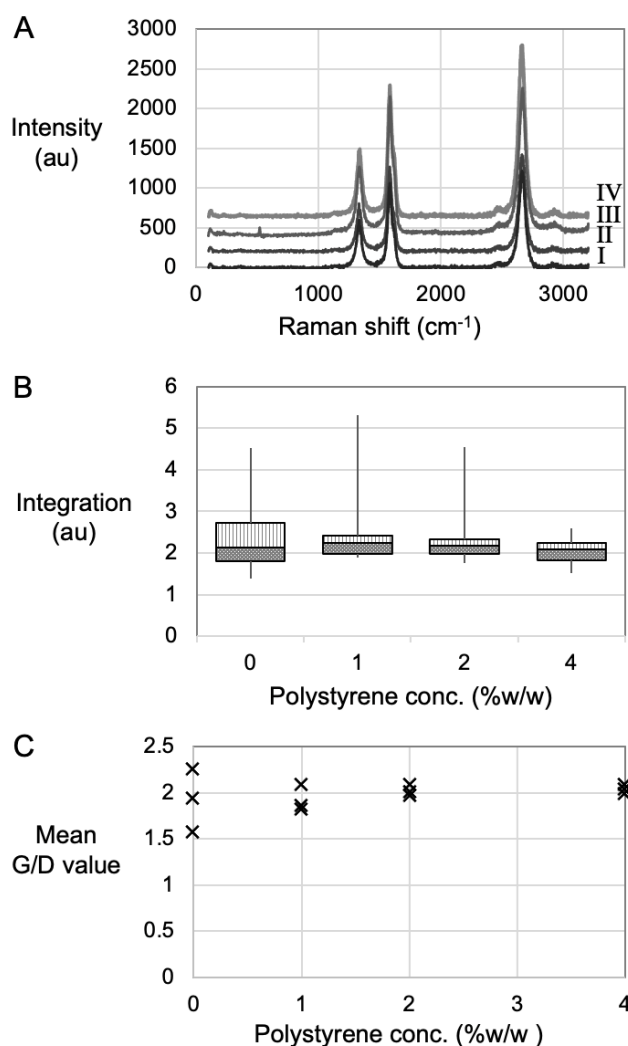 A
3000
2500
2000
1500
1000
500
0
Intensity
(au)
IV
III
II
I
0 1000 2000 3000
Raman shift (cm-1)
B
6
5
4
3
2
1
0
Integration
(au)
0 1 2 4
Polystyrene conc. (%w/w)
C
2.5
2
1.5
1
0.5
0
Mean
G/D value
0 1 2 3 4
Polystyrene conc. (%w/w )